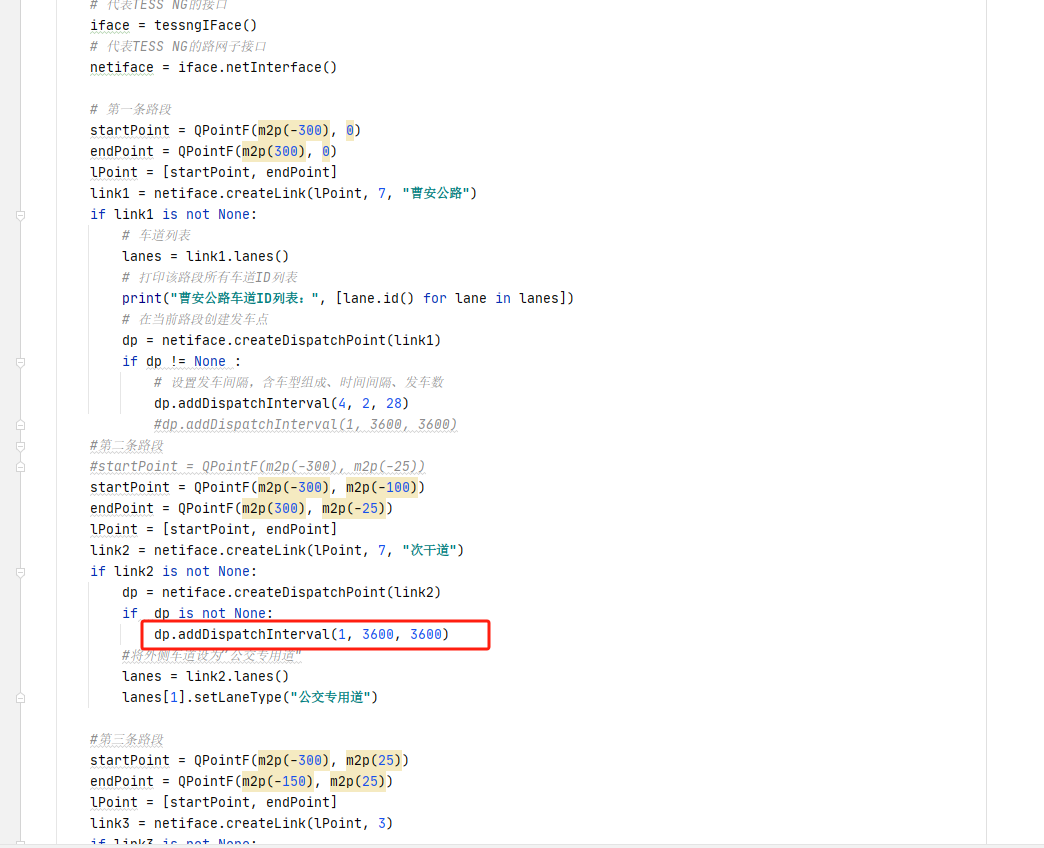 # 代表TESS NG的接口
iface = tessngIFace()
# 代表TESS NG的路网子接口
netiface = iface.netInterface()
# 第一条路段
startPoint = QPointF(m2p(-300), 0)
endPoint = QPointF(m2p(300), 0)
lPoint = [startPoint, endPoint]
link1 = netiface.createLink(lPoint, 7, "曹安公路")
if link1 is not None:
# 车道列表
lanes = link1.lanes()
# 打印该路段所有车道ID列表
print("曹安公路车道ID列表：", [lane.id() for lane in lanes])
# 在当前路段创建发车点
dp = netiface.createDispatchPoint(link1)
if dp != None :
# 设置发车间隔，含车型组成、时间间隔、发车数
dp.addDispatchInterval(4, 2, 28)
#dp.addDispatchInterval(1, 3600, 3600)
#第二条路段
#startPoint = QPointF(m2p(-300), m2p(-25))
startPoint = QPointF(m2p(-300), m2p(-100))
endPoint = QPointF(m2p(300), m2p(-25))
lPoint = [startPoint, endPoint]
link2 = netiface.createLink(lPoint, 7, "次干道")
if link2 is not None:
dp = netiface.createDispatchPoint(link2)
if  dp is not None:
dp.addDispatchInterval(1, 3600, 3600)
#将外侧车道设为"公交专用道"
lanes = link2.lanes()
lanes[1].setLaneType("公交专用道")
#第三条路段
startPoint = QPointF(m2p(-300), m2p(25))
endPoint = QPointF(m2p(-150), m2p(25))
lPoint = [startPoint, endPoint]
link3 = netiface.createLink(lPoint, 3)
if link3 is not None: